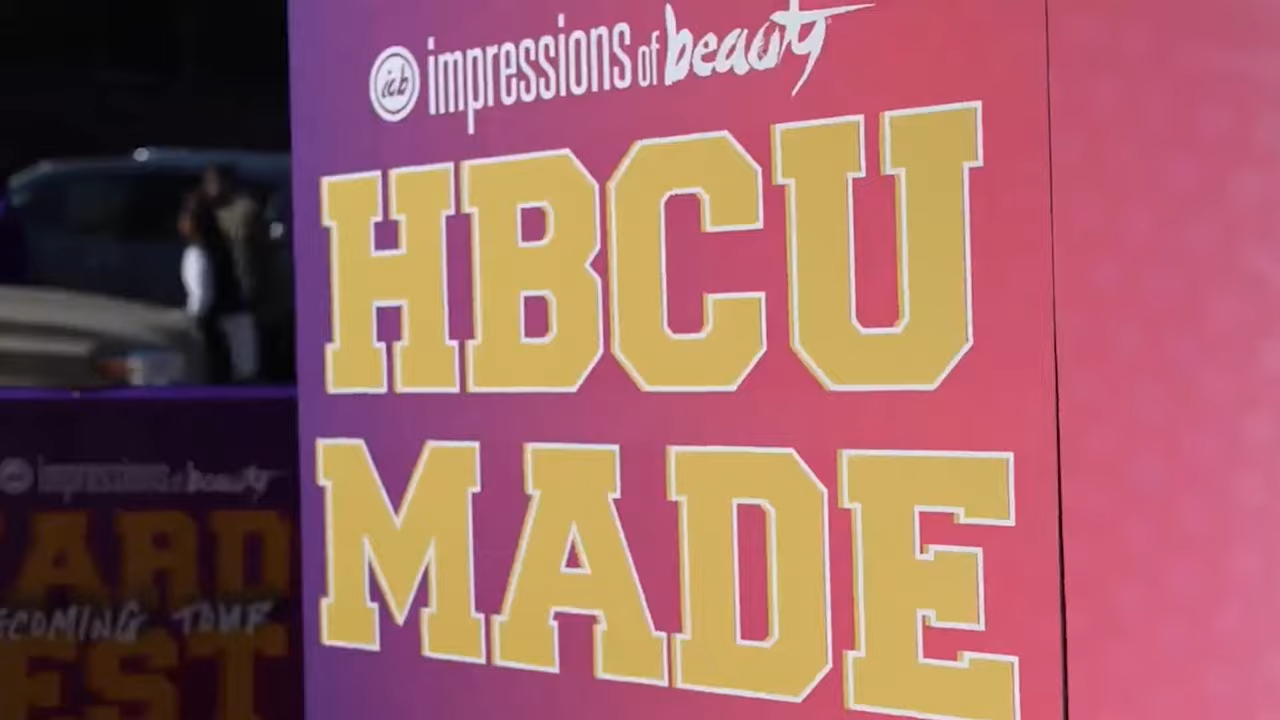 icb impressions of beauty
HBCU
MADE
impressions of beauty
ARD
ECOMING TOUR
EST